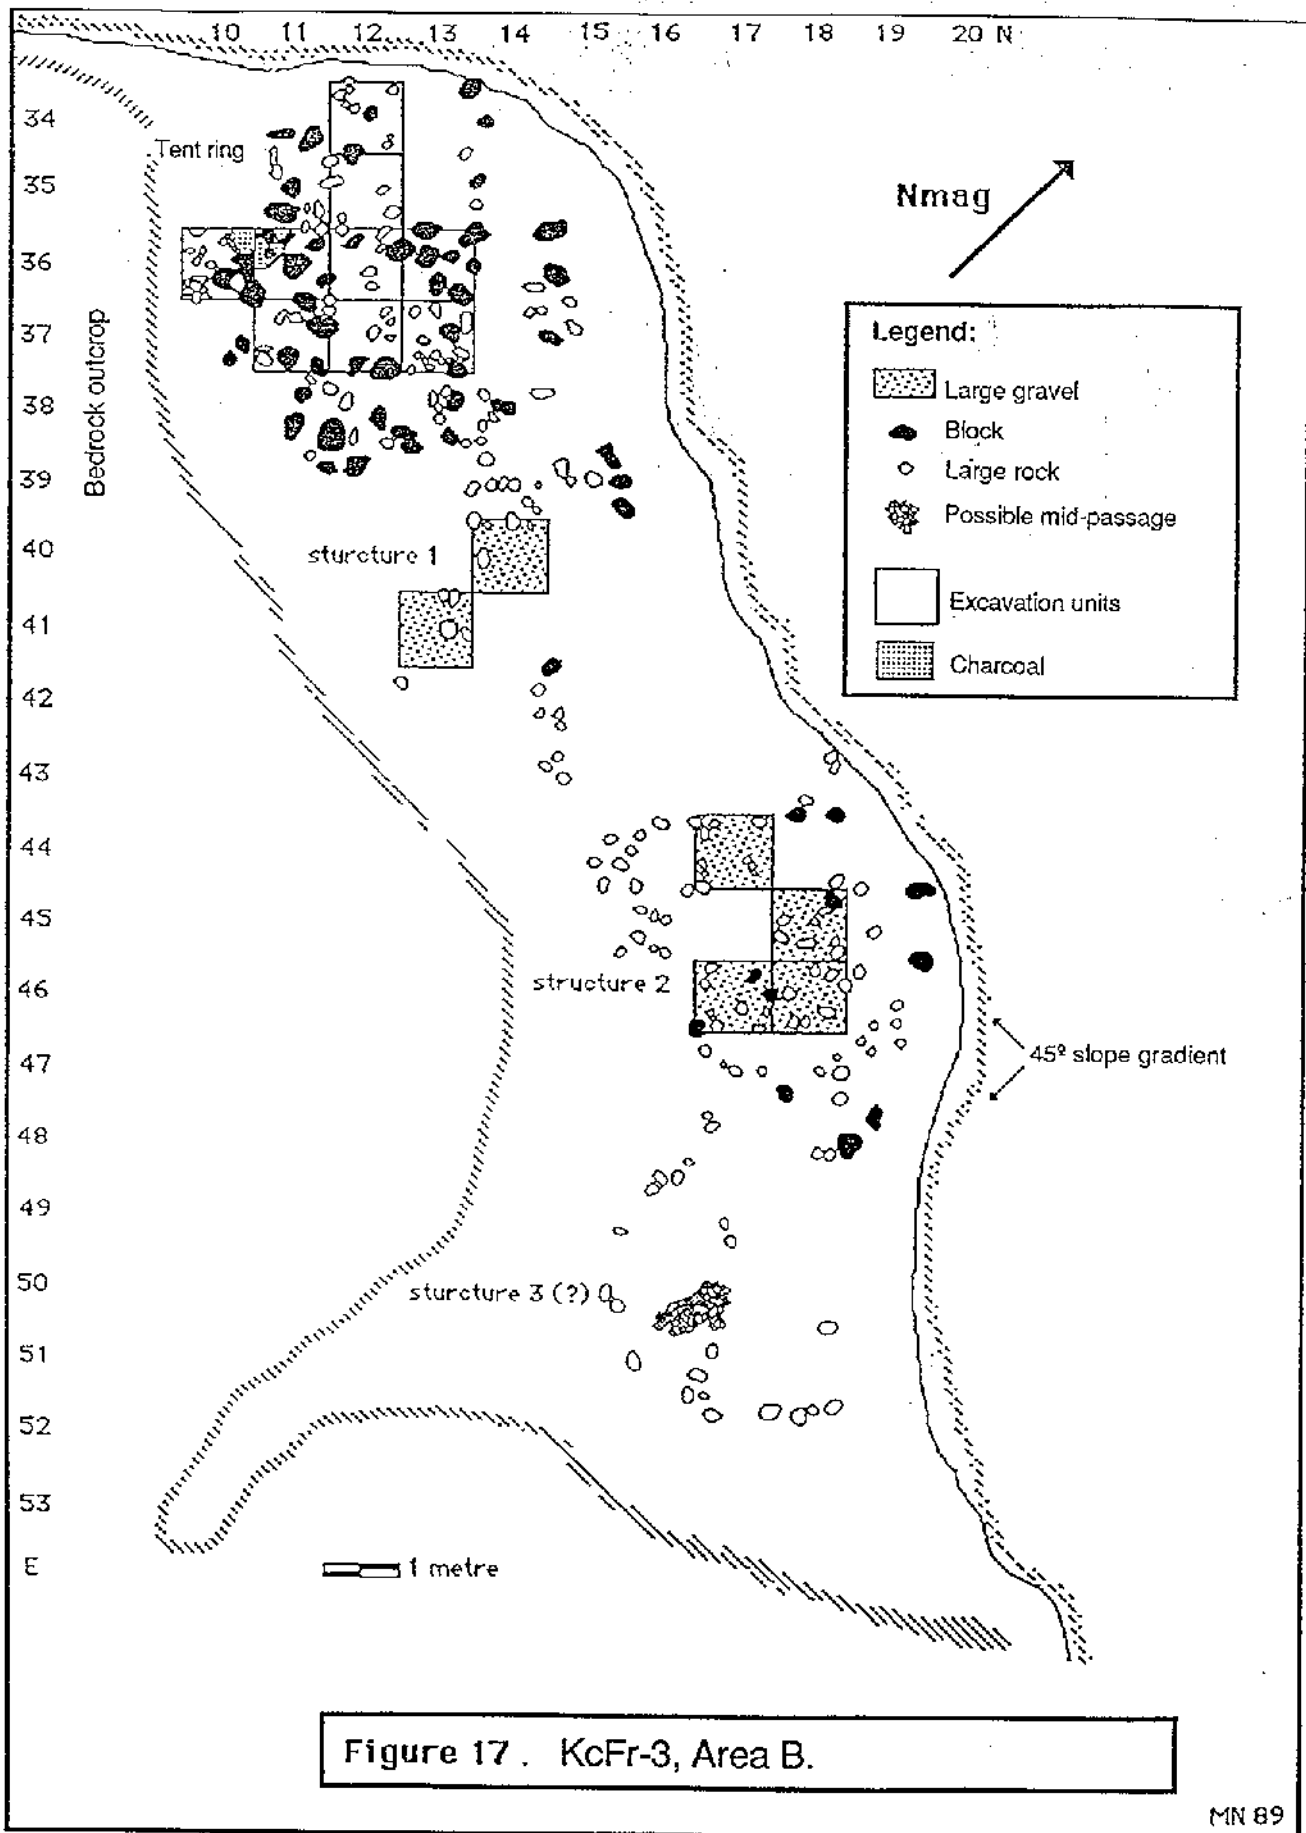 10 11 12 13 14 15 16 17 18 19 20 N
34
Tent ring
35
36
37
38
39
40
41
42
43
44
45
46
47
48
49
50
51
52
53
E
Bedrock outcrop
Nmag
Legend:
Large gravel
Block
Large rock
Possible mid-passage
Excavation units
Charcoal
sturcture 1
structure 2
45º slope gradient
sturcture 3 (?)
1 metre
Figure 17. KcFr-3, Area B.
MN 89